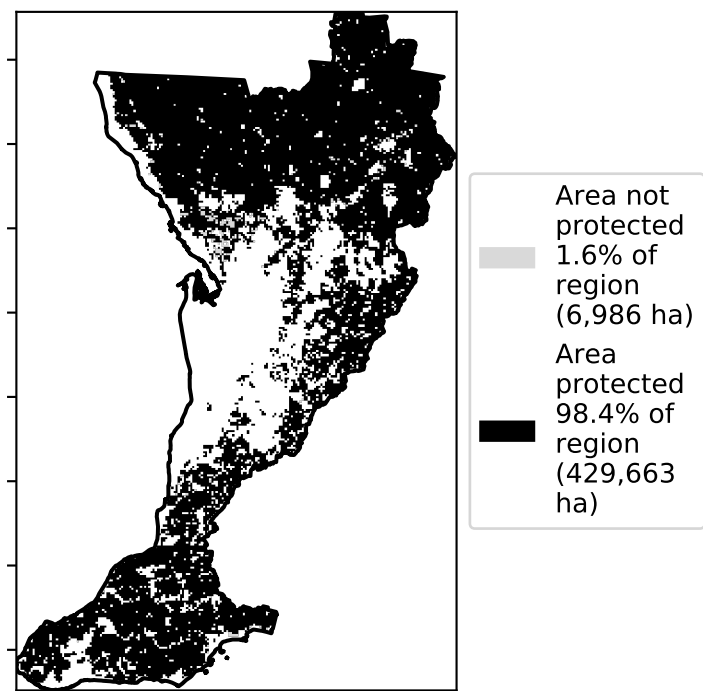 Area not
protected
1.6% of
region
(6,986 ha)
Area
protected
98.4% of
region
(429,663
ha)